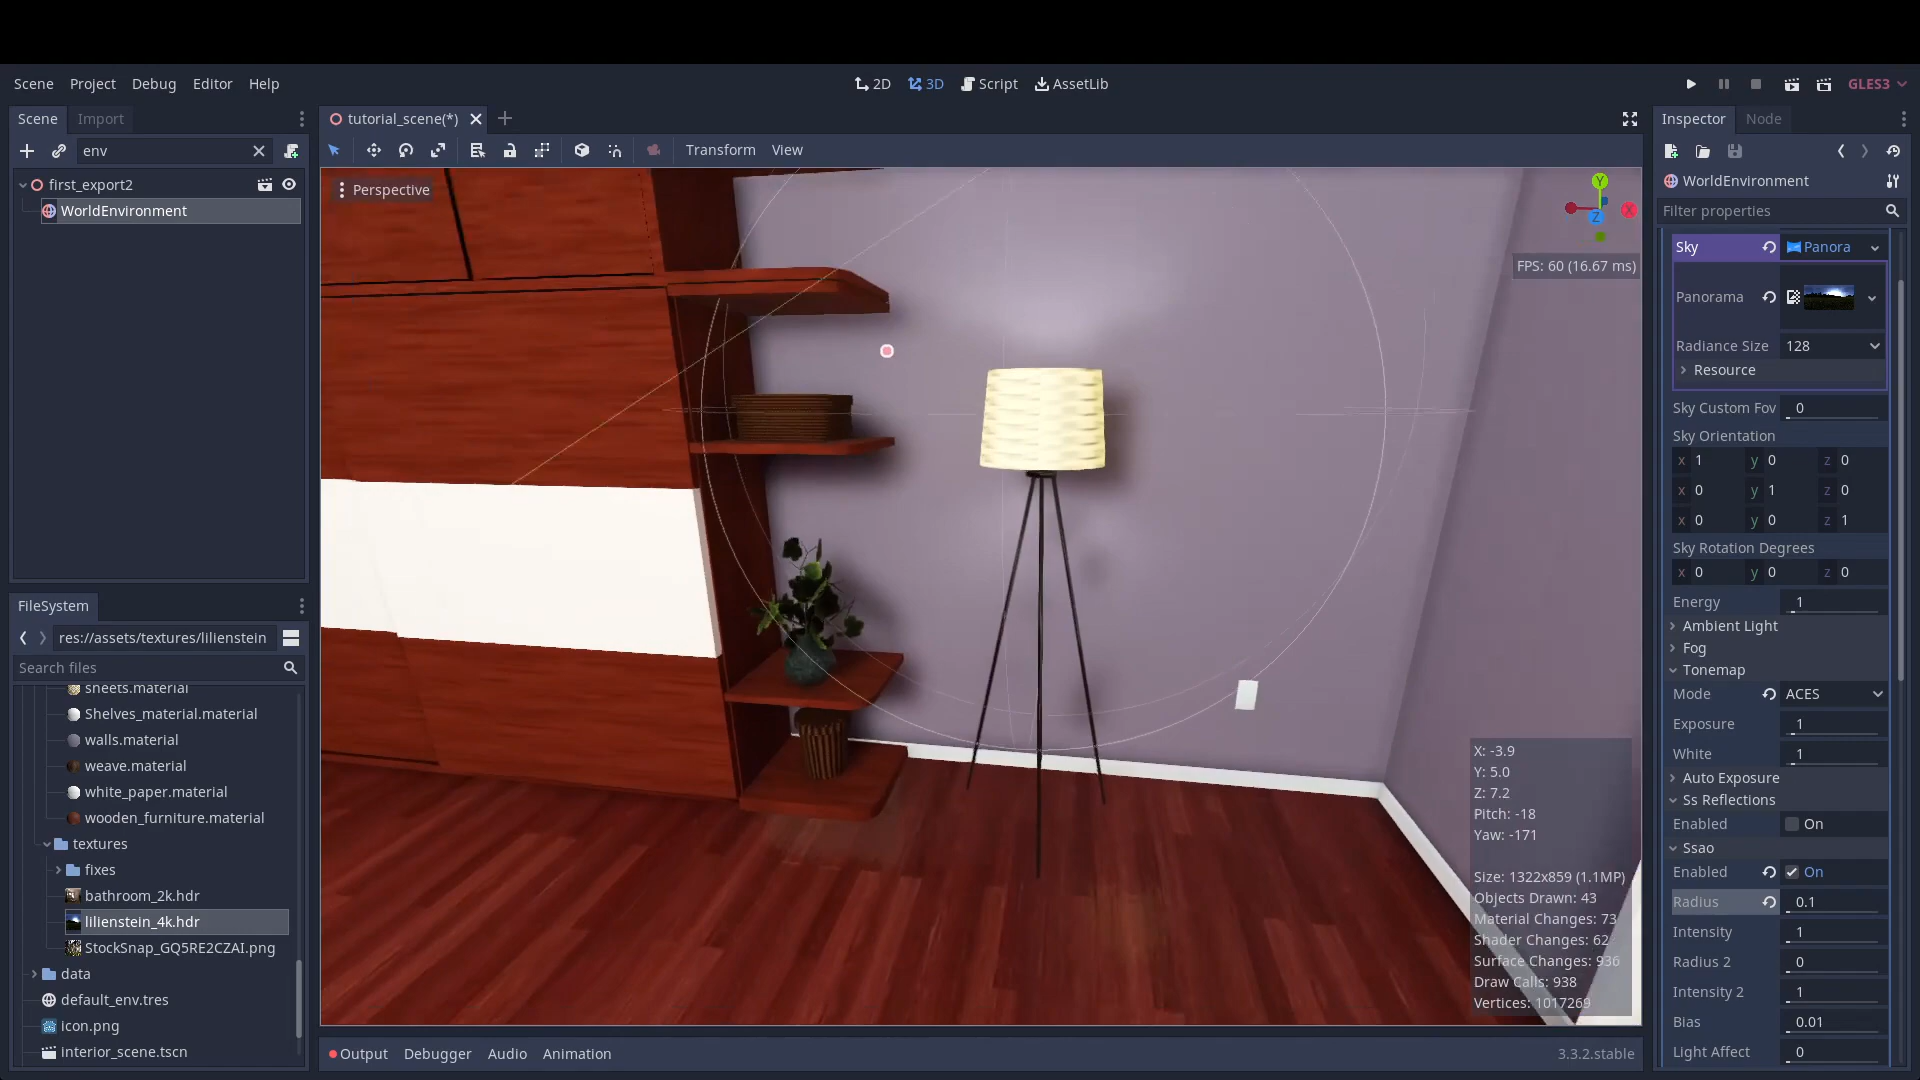 Scene Project Debug Editor Help
2D 3D Script AssetLib
GLES3
Scene Import
tutorial_scene(*)
Inspector Node
env
Transform View
first_export2
WorldEnvironment
Perspective
Y
X
Z
FPS: 60 (16.67 ms)
X: -3.9
Y: 5.0
Z: 7.2
Pitch: -18
Yaw: -171
Size: 1322x859 (1.1MP)
Objects Drawn: 43
Material Changes: 73
Shader Changes: 62
Surface Changes: 936
Draw Calls: 938
Vertices: 1017269
FileSystem
res://assets/textures/lilienstein
Search files
sheets.material
Shelves_material.material
walls.material
weave.material
white_paper.material
wooden_furniture.material
textures
fixes
bathroom_2k.hdr
lilienstein_4k.hdr
StockSnap_GQ5RE2CZAI.png
data
default_env.tres
icon.png
interior_scene.tscn
Output Debugger Audio Animation
3.3.2.stable
WorldEnvironment
Filter properties
Sky Panora
Panorama
Radiance Size 128
Resource
Sky Custom Fov 0
Sky Orientation
x 1 y 0 z 0
x 0 y 1 z 0
x 0 y 0 z 1
Sky Rotation Degrees
x 0 y 0 z 0
Energy 1
Ambient Light
Fog
Tonemap
Mode ACES
Exposure 1
White 1
Auto Exposure
Ss Reflections
Enabled On
Ssao
Enabled On
Radius 0.1
Intensity 1
Radius 2 0
Intensity 2 1
Bias 0.01
Light Affect 0